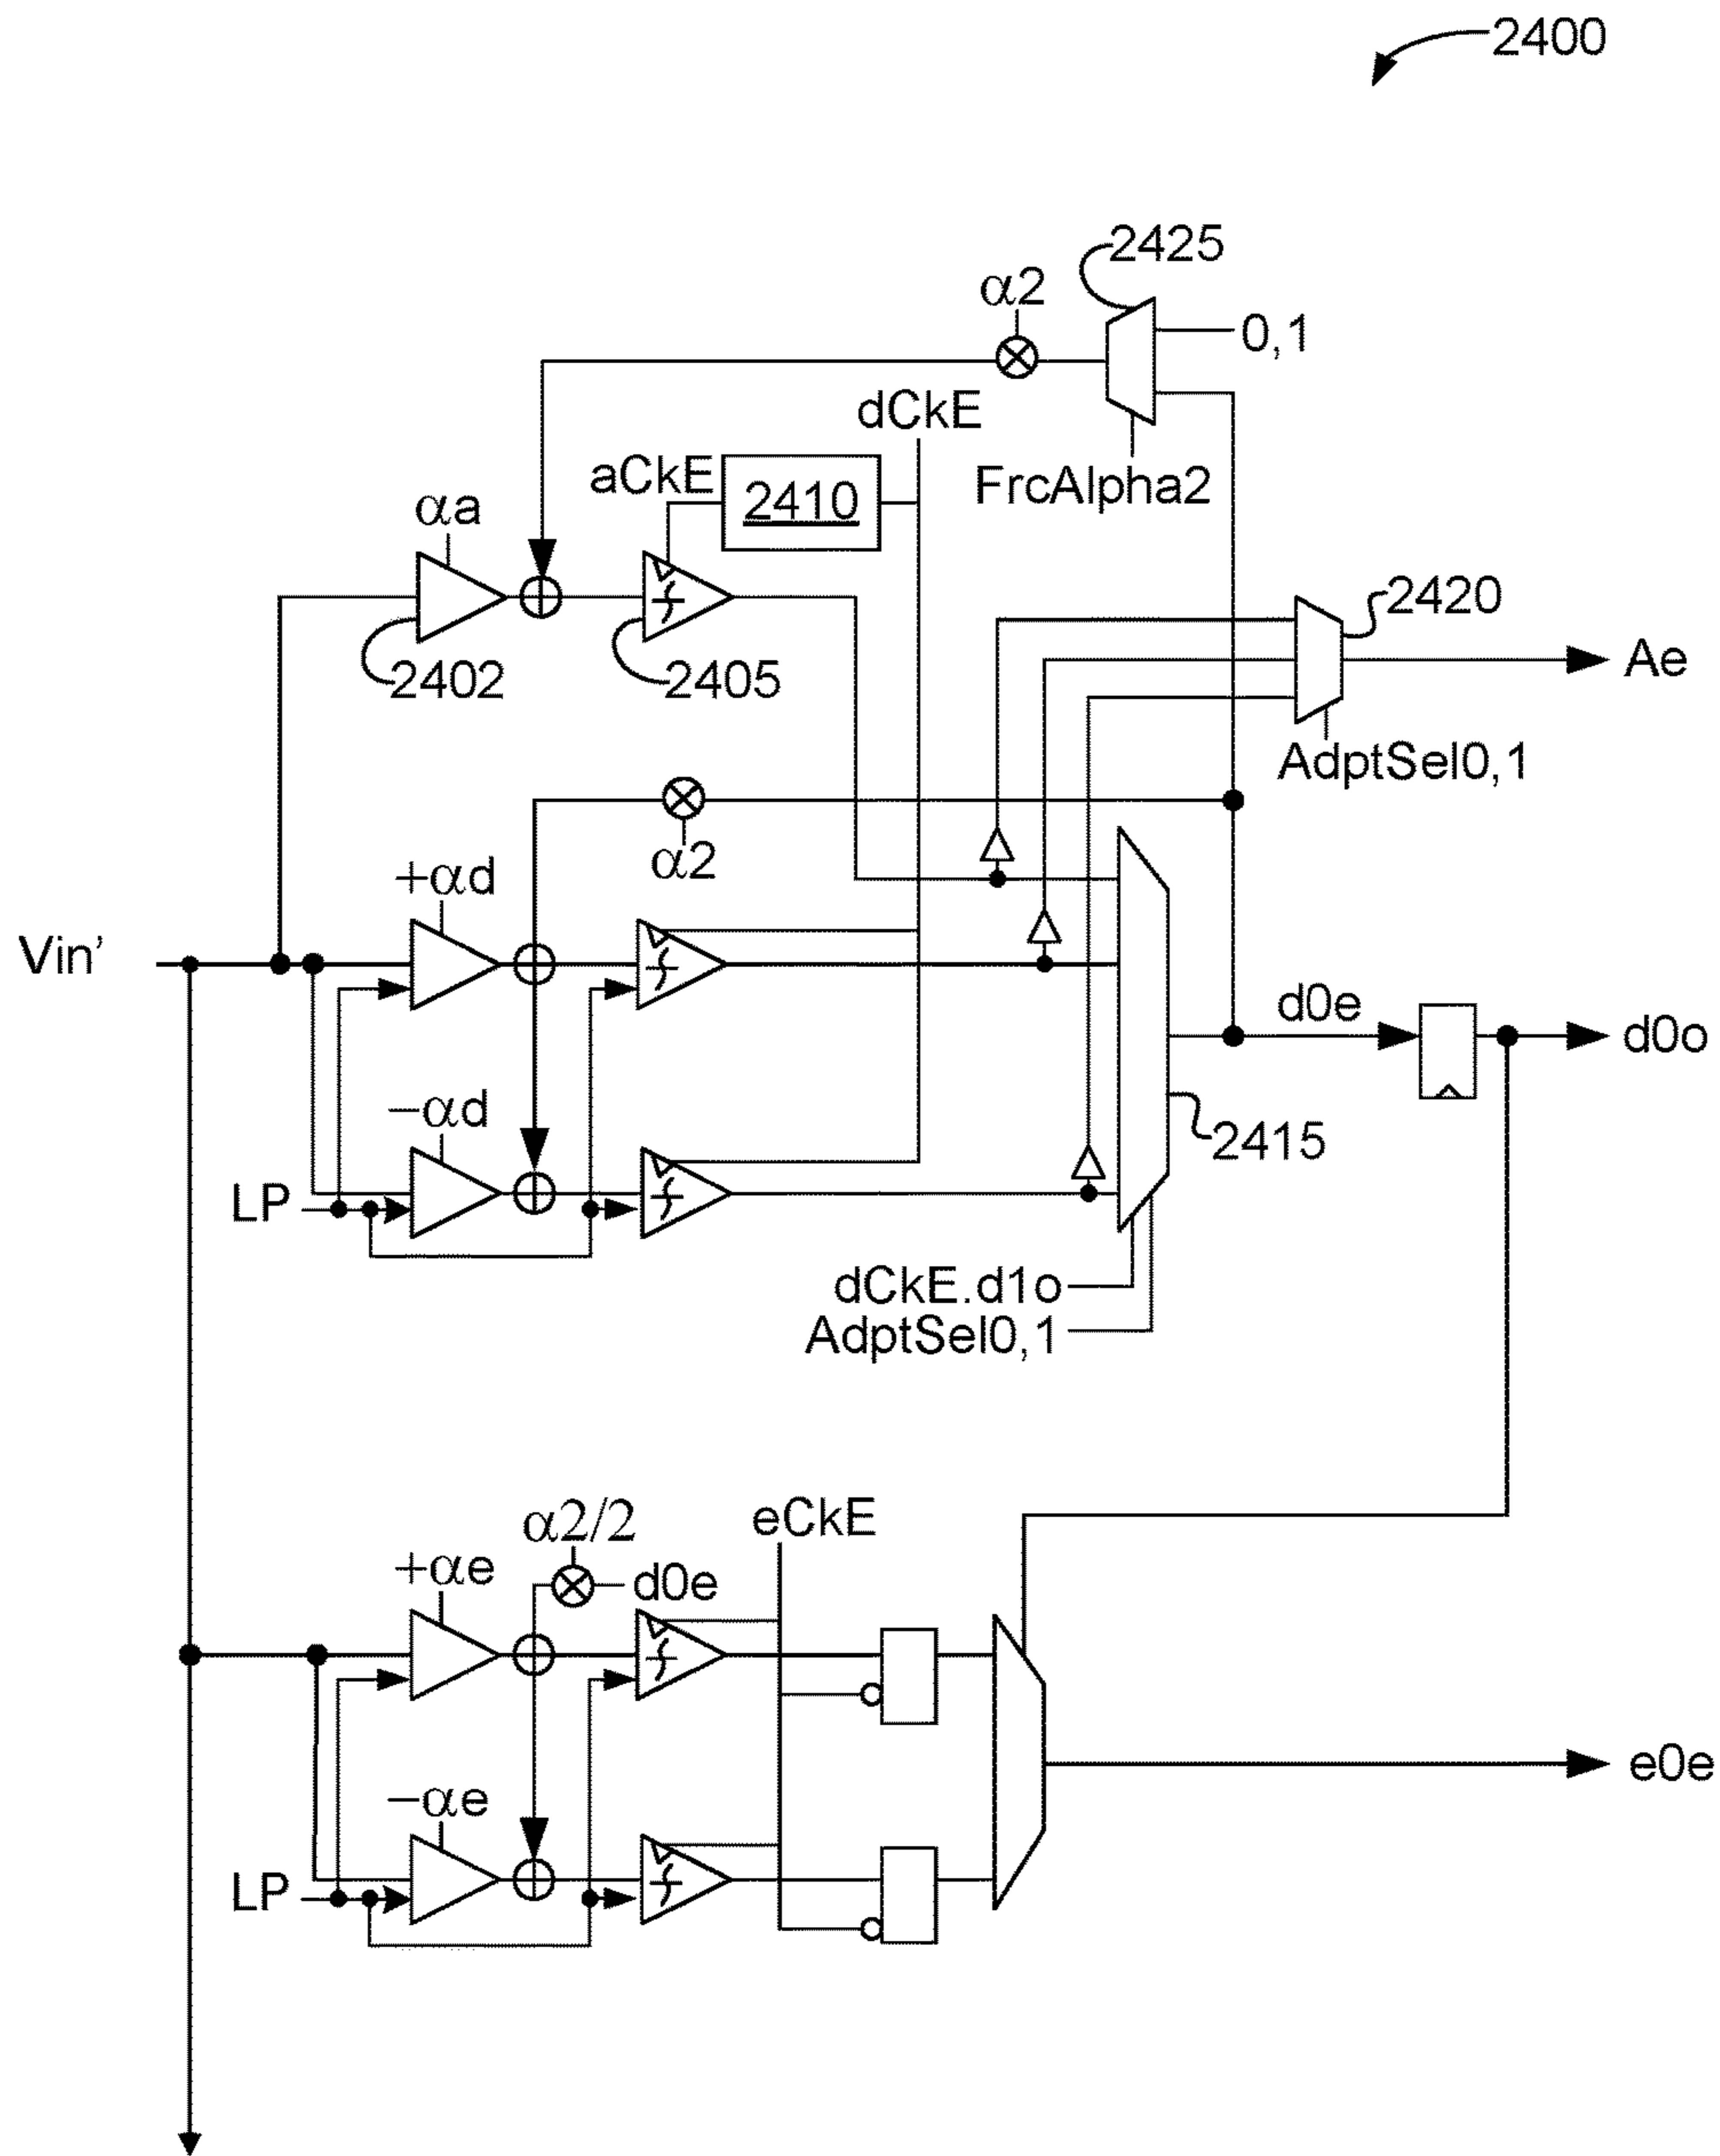 2400
2425
α2
0,1
dCkE
aCkE
2410
FrcAlpha2
αa
2402
2405
2420
Ae
AdptSel0,1
α2
+αd
Vin’
d0e
d0o
−αd
2415
LP
dCkE.d1o
AdptSel0,1
α2/2
eCkE
+αe
d0e
e0e
−αe
LP